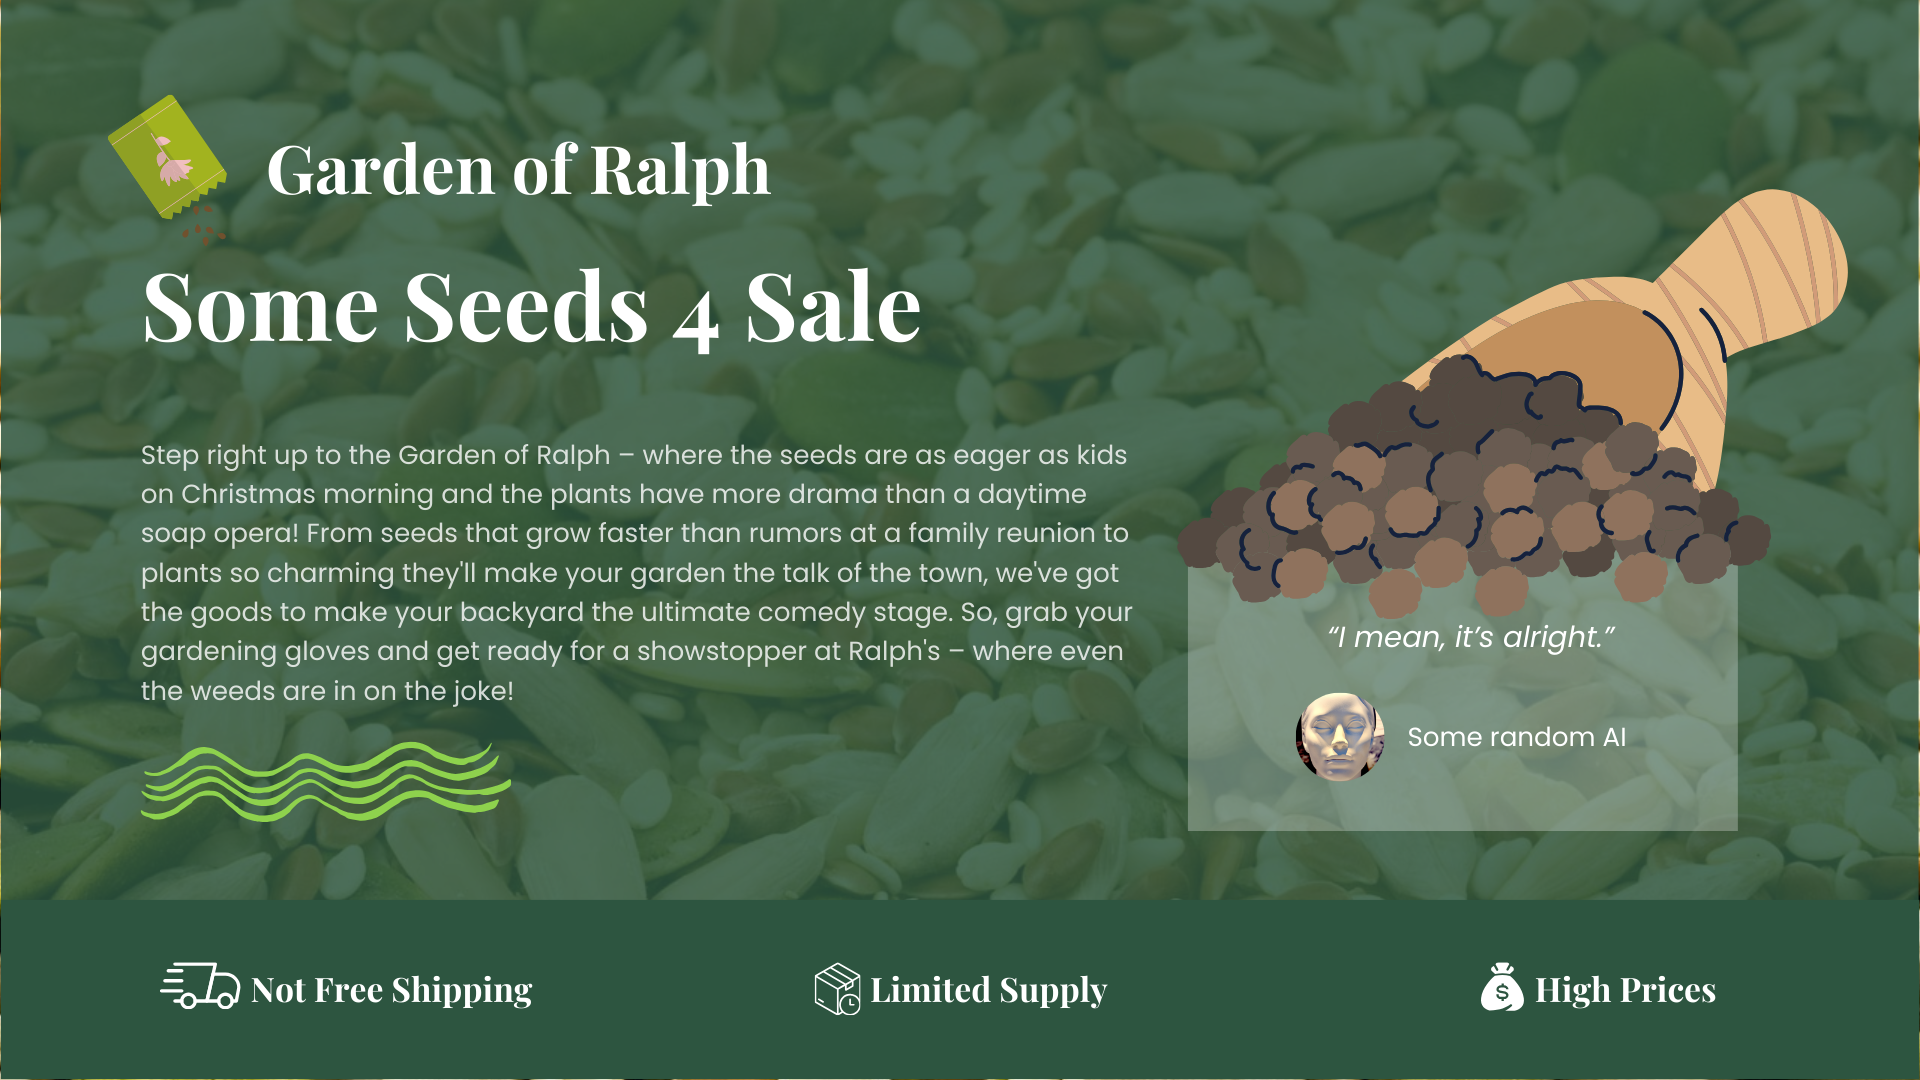 Garden of Ralph
Some Seeds 4 Sale
Step right up to the Garden of Ralph – where the seeds are as eager as kids
on Christmas morning and the plants have more drama than a daytime
soap opera! From seeds that grow faster than rumors at a family reunion to
plants so charming they'll make your garden the talk of the town, we've got
the goods to make your backyard the ultimate comedy stage. So, grab your
gardening gloves and get ready for a showstopper at Ralph's – where even
the weeds are in on the joke!
“I mean, it’s alright.”
Some random AI
Not Free Shipping
Limited Supply
$
High Prices